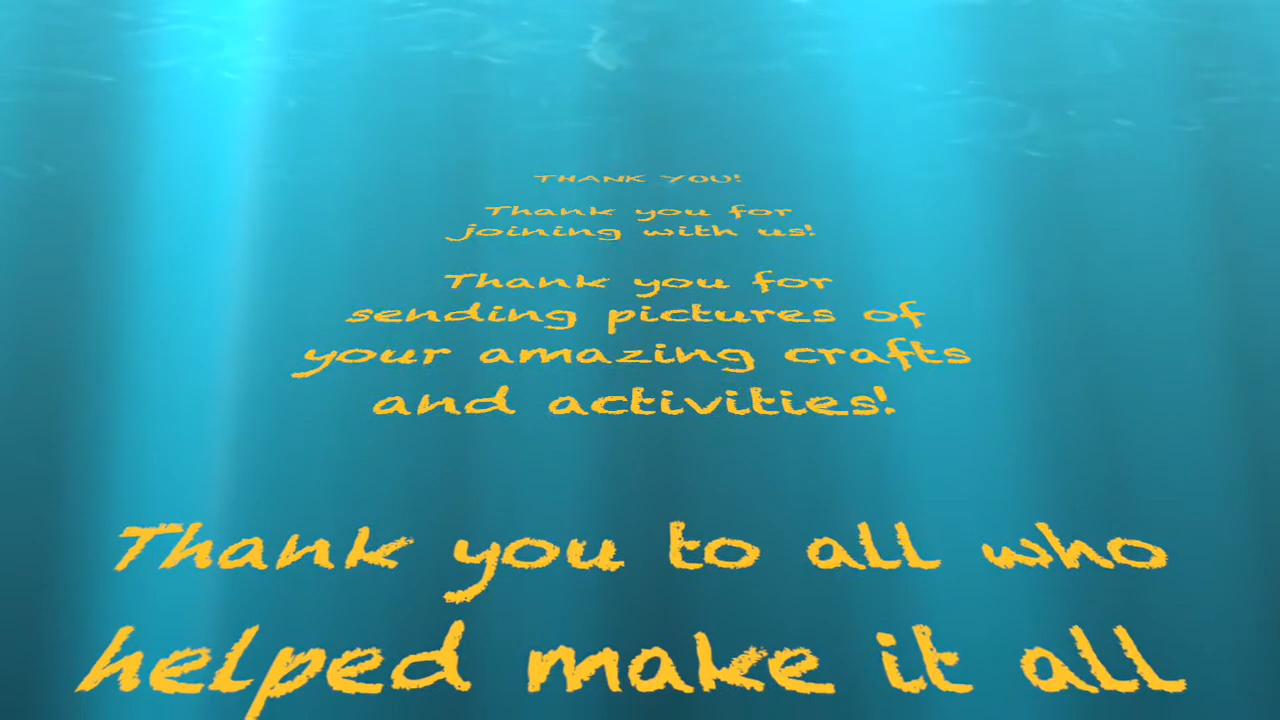 THANK YOU!
Thank you for
joining with us!
Thank you for
sending pictures of
your amazing crafts
and activities!
Thank you to all who
helped make it all